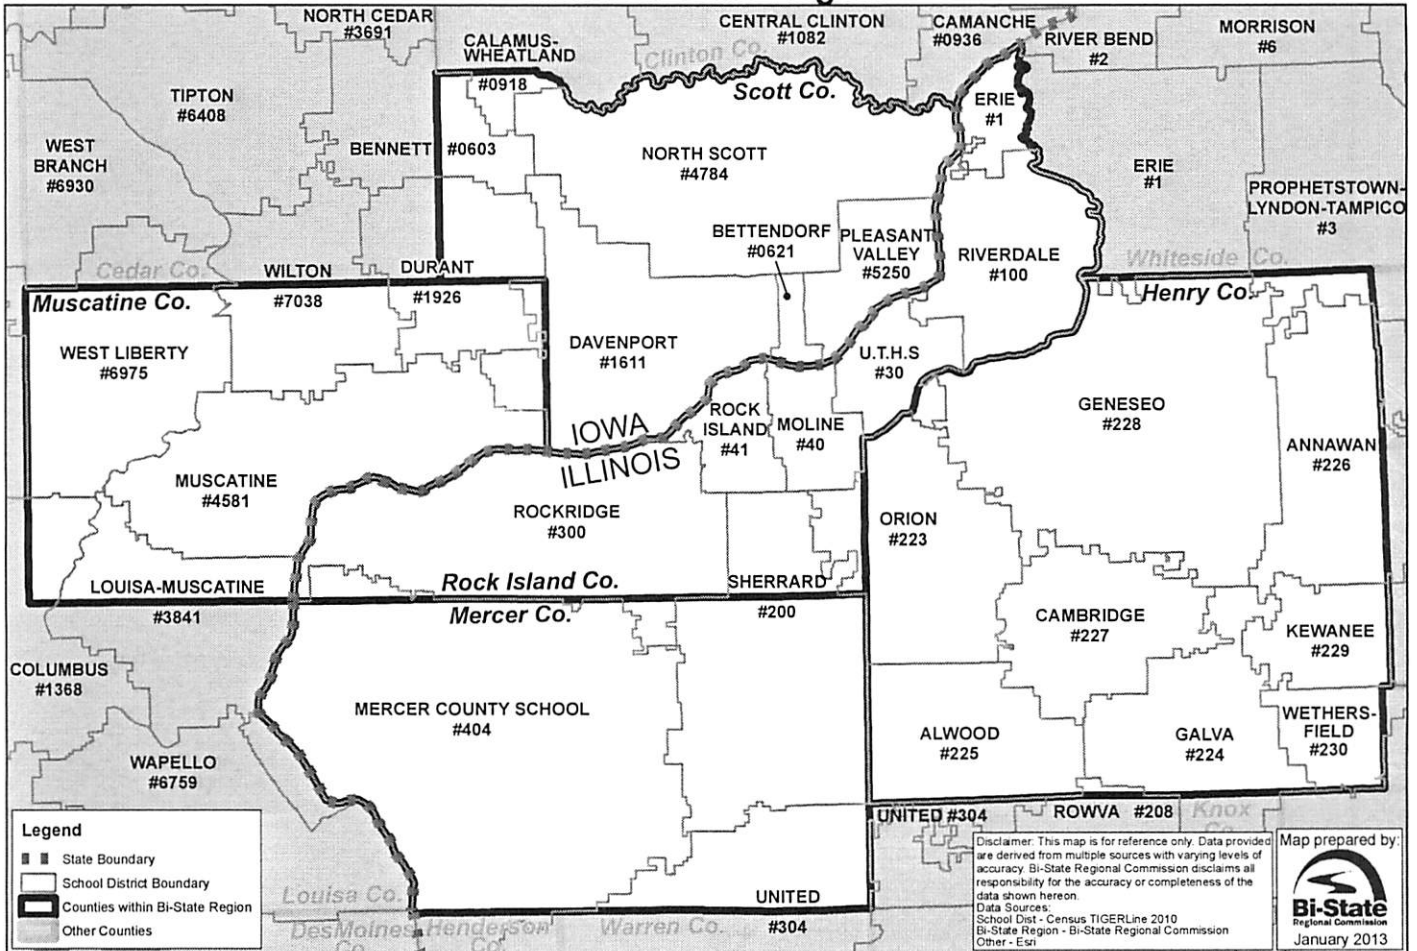 NORTH CEDAR
#3691
CALAMUS-
WHEATLAND
#0918
Clinton Co.
CENTRAL CLINTON
#1082
CAMANCHE
#0936
RIVER BEND
#2
MORRISON
#6
TIPTON
#6408
WEST
BRANCH
#6930
BENNETT #0603
Scott Co.
NORTH SCOTT
#4784
ERIE
#1
ERIE
#1
PROPHETSTOWN-
LYNDON-TAMPICO
#3
BETTENDORF
#0621
PLEASANT
VALLEY
#5250
RIVERDALE
#100
Cedar Co.
WILTON
#7038
DURANT
#1926
Whiteside Co.
Muscatine Co.
Henry Co.
WEST LIBERTY
#6975
DAVENPORT
#1611
U.T.H.S
#30
IOWA
ILLINOIS
ROCK
ISLAND
#41
MOLINE
#40
GENESEO
#228
ANNAWAN
#226
MUSCATINE
#4581
ROCKRIDGE
#300
ORION
#223
LOUISA-MUSCATINE
#3841
Rock Island Co.
Mercer Co.
SHERRARD
#200
CAMBRIDGE
#227
KEWANEE
#229
COLUMBUS
#1368
MERCER COUNTY SCHOOL
#404
ALWOOD
#225
GALVA
#224
WETHERS-
FIELD
#230
WAPELLO
#6759
UNITED #304
ROWVA #208
Knox
Co.
Louisa Co.
DesMoines
Co.
Henderson
Co.
Warren Co.
UNITED
#304
Legend
State Boundary
School District Boundary
Counties within Bi-State Region
Other Counties
Disclaimer: This map is for reference only. Data provided
are derived from multiple sources with varying levels of
accuracy. Bi-State Regional Commission disclaims all
responsibility for the accuracy or completeness of the
data shown hereon.
Data Sources:
School Dist - Census TIGERLine 2010
Bi-State Region - Bi-State Regional Commission
Other - Esri
Map prepared by:
Bi-State
Regional Commission
January 2013